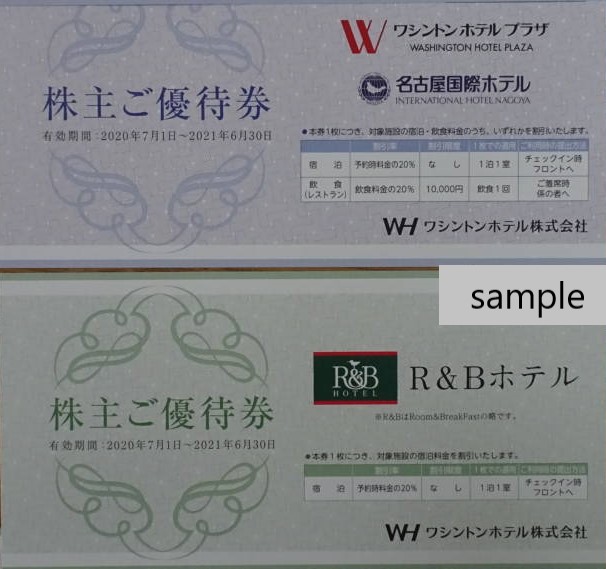 ワシントンホテルプラザ
WASHINGTON HOTEL PLAZA
名古屋国際ホテル
INTERNATIONAL HOTEL NAGOYA
株主ご優待券
有効期間：2020年7月1日〜2021年6月30日
●本券1枚につき、対象施設の宿泊・飲食料金のうち、いずれかを割引いたします。
割引率 割引限度 1枚での適用 ご利用時の提出方法
宿 泊 予約時料金の20% な し 1泊1室 チェックイン時フロントへ
飲 食(レストラン) 飲食料金の20% 10,000円 飲食1回 ご着席時係の者へ
WH ワシントンホテル株式会社
sample
R&B HOTEL
R&Bホテル
※R&BはRoom&BreakFastの略です。
株主ご優待券
有効期間：2020年7月1日〜2021年6月30日
●本券1枚につき、対象施設の宿泊料金を割引いたします。
割引率 割引限度 1枚での適用 ご利用時の提出方法
宿 泊 予約時料金の20% な し 1泊1室 チェックイン時フロントへ
WH ワシントンホテル株式会社